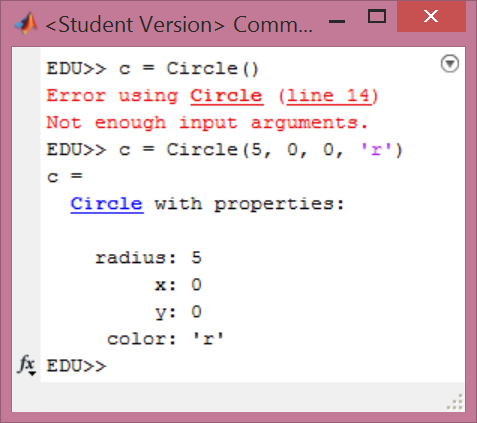 <Student Version> Comm...
EDU>> c = Circle()
Error using Circle (line 14)
Not enough input arguments.
EDU>> c = Circle(5, 0, 0, 'r')
c =
Circle with properties:
radius: 5
x: 0
y: 0
color: 'r'
fx EDU>>